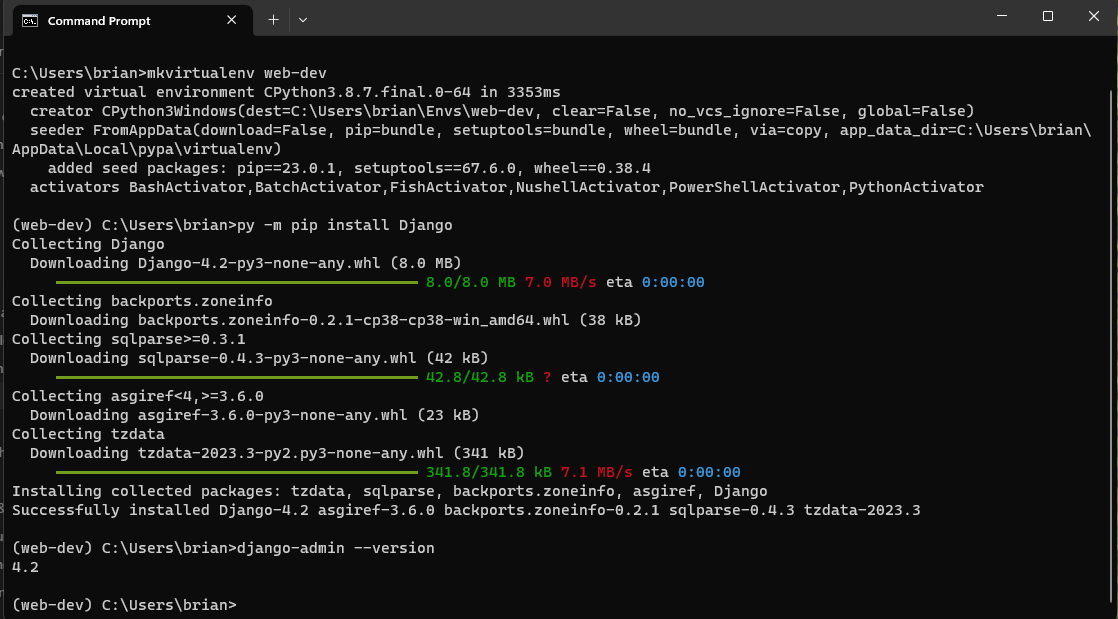 Command Prompt
C:\Users\brian>mkvirtualenv web-dev
created virtual environment CPython3.8.7.final.0-64 in 3353ms
  creator CPython3Windows(dest=C:\Users\brian\Envs\web-dev, clear=False, no_vcs_ignore=False, global=False)
  seeder FromAppData(download=False, pip=bundle, setuptools=bundle, wheel=bundle, via=copy, app_data_dir=C:\Users\brian\
AppData\Local\pypa\virtualenv)
    added seed packages: pip==23.0.1, setuptools==67.6.0, wheel==0.38.4
  activators BashActivator,BatchActivator,FishActivator,NushellActivator,PowerShellActivator,PythonActivator
(web-dev) C:\Users\brian>py -m pip install Django
Collecting Django
  Downloading Django-4.2-py3-none-any.whl (8.0 MB)
8.0/8.0 MB 7.0 MB/s eta 0:00:00
Collecting backports.zoneinfo
  Downloading backports.zoneinfo-0.2.1-cp38-cp38-win_amd64.whl (38 kB)
Collecting sqlparse>=0.3.1
  Downloading sqlparse-0.4.3-py3-none-any.whl (42 kB)
42.8/42.8 kB ? eta 0:00:00
Collecting asgiref<4,>=3.6.0
  Downloading asgiref-3.6.0-py3-none-any.whl (23 kB)
Collecting tzdata
  Downloading tzdata-2023.3-py2.py3-none-any.whl (341 kB)
341.8/341.8 kB 7.1 MB/s eta 0:00:00
Installing collected packages: tzdata, sqlparse, backports.zoneinfo, asgiref, Django
Successfully installed Django-4.2 asgiref-3.6.0 backports.zoneinfo-0.2.1 sqlparse-0.4.3 tzdata-2023.3
(web-dev) C:\Users\brian>django-admin --version
4.2
(web-dev) C:\Users\brian>